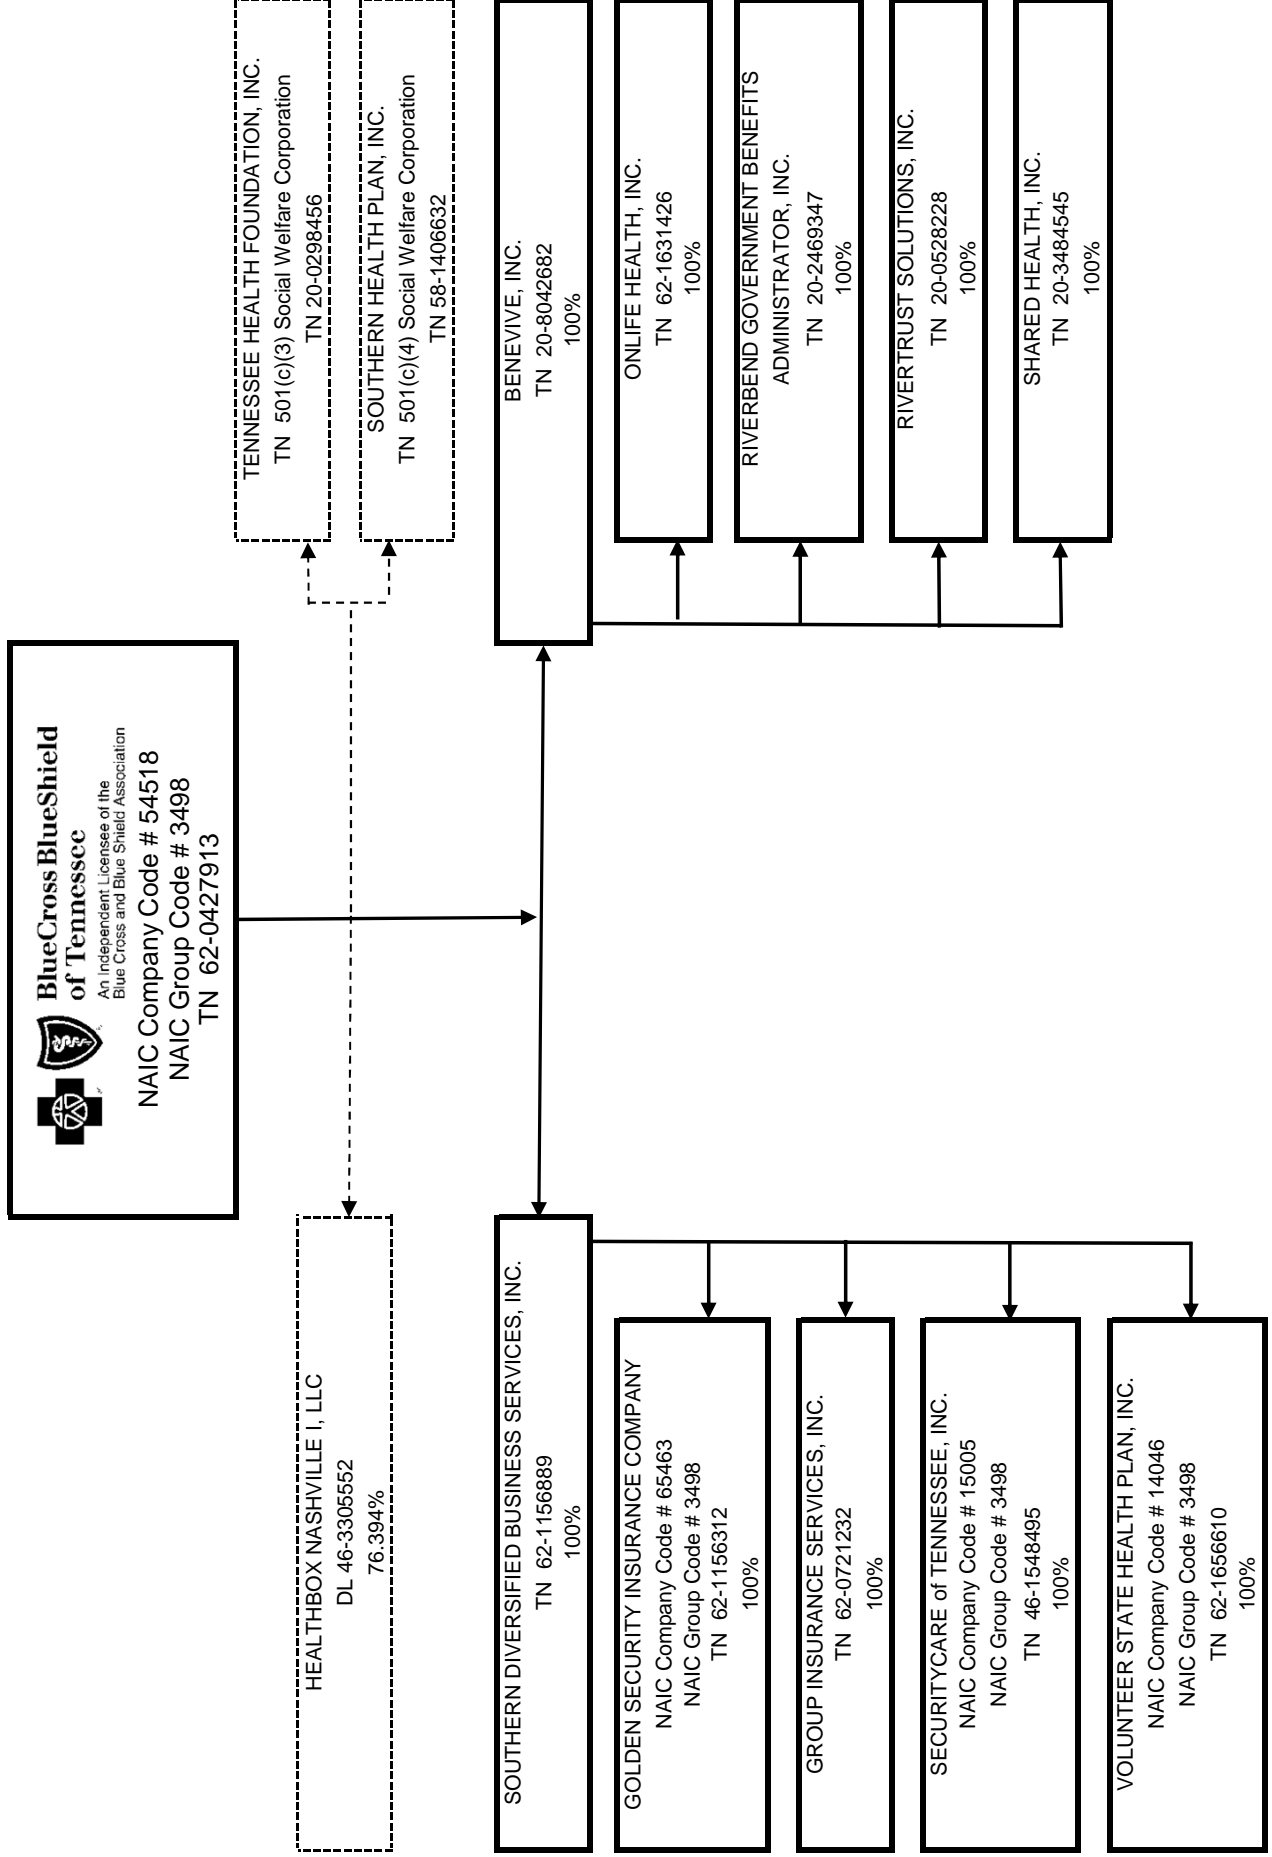 BlueCross BlueShield
of Tennessee
An Independent Licensee of the
Blue Cross and Blue Shield Association
NAIC Company Code # 54518
NAIC Group Code # 3498
TN 62-0427913
HEALTHBOX NASHVILLE I, LLC
DL 46-3305552
76.394%
TENNESSEE HEALTH FOUNDATION, INC.
TN 501(c)(3) Social Welfare Corporation
TN 20-0298456
SOUTHERN HEALTH PLAN, INC.
TN 501(c)(4) Social Welfare Corporation
TN 58-1406632
SOUTHERN DIVERSIFIED BUSINESS SERVICES, INC.
TN 62-1156889
100%
GOLDEN SECURITY INSURANCE COMPANY
NAIC Company Code # 65463
NAIC Group Code # 3498
TN 62-1156312
100%
GROUP INSURANCE SERVICES, INC.
TN 62-0721232
100%
SECURITYCARE of TENNESSEE, INC.
NAIC Company Code # 15005
NAIC Group Code # 3498
TN 46-1548495
100%
VOLUNTEER STATE HEALTH PLAN, INC.
NAIC Company Code # 14046
NAIC Group Code # 3498
TN 62-1656610
100%
BENEVIVE, INC.
TN 20-8042682
100%
ONLIFE HEALTH, INC.
TN 62-1631426
100%
RIVERBEND GOVERNMENT BENEFITS
ADMINISTRATOR, INC.
TN 20-2469347
100%
RIVERTRUST SOLUTIONS, INC.
TN 20-0528228
100%
SHARED HEALTH, INC.
TN 20-3484545
100%